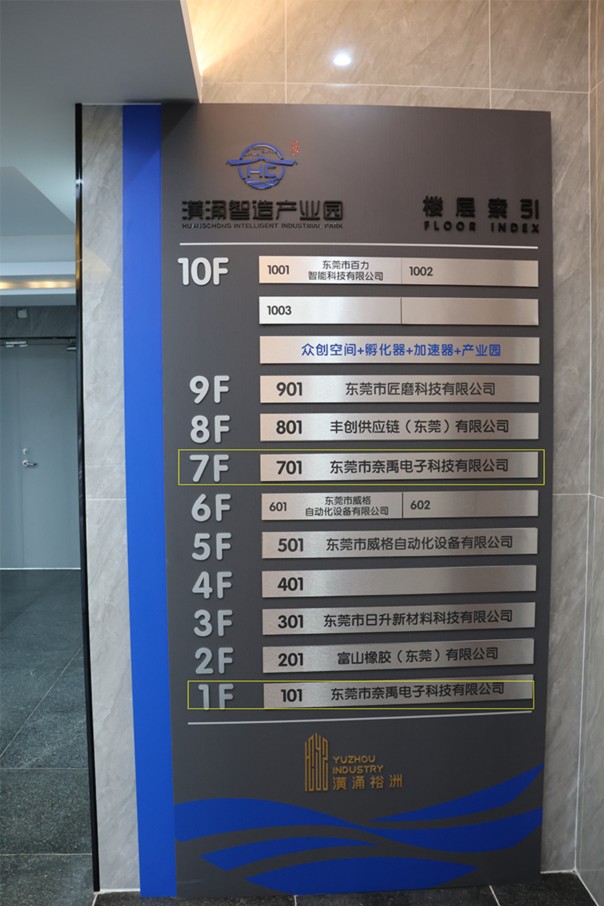 HC
潢涌智造产业园
HUANGCHONG INTELLIGENT INDUSTRIAL PARK
楼层索引
FLOOR INDEX
10F
1001 东莞市百力
智能科技有限公司
1002
1003
众创空间+孵化器+加速器+产业园
9F 901 东莞市匠磨科技有限公司
8F 801 丰创供应链（东莞）有限公司
7F 701 东莞市奈禹电子科技有限公司
6F 601 东莞市威格
自动化设备有限公司
602
5F 501 东莞市威格自动化设备有限公司
4F 401
3F 301 东莞市日升新材料科技有限公司
2F 201 富山橡胶（东莞）有限公司
1F 101 东莞市奈禹电子科技有限公司
YUZHOU
INDUSTRY
潢涌裕洲